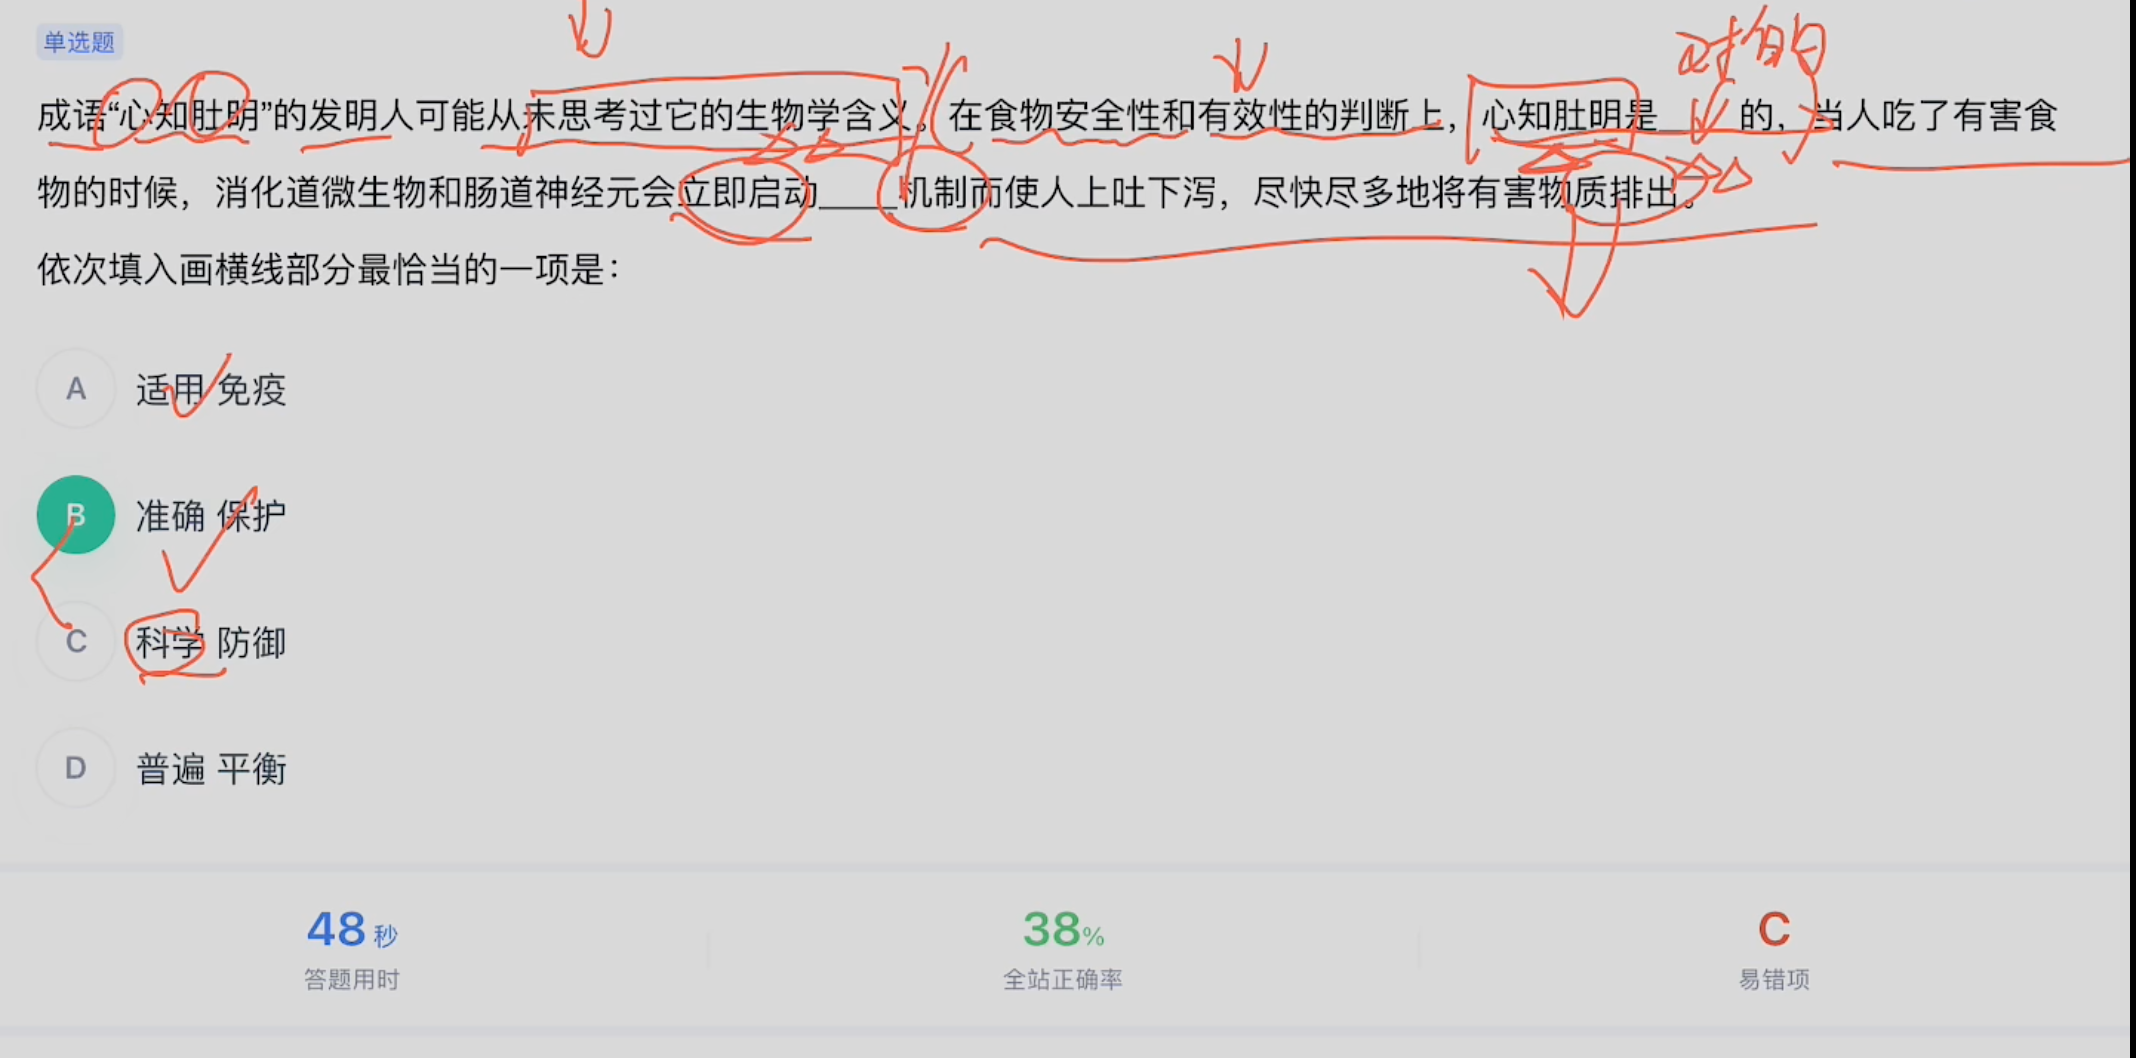 单选题
对的
成语“心知肚明”的发明人可能从未思考过它的生物学含义。在食物安全性和有效性的判断上，心知肚明是____的，当人吃了有害食
物的时候，消化道微生物和肠道神经元会立即启动____机制而使人上吐下泻，尽快尽多地将有害物质排出。
依次填入画横线部分最恰当的一项是：
A 适用 免疫
B 准确 保护
C 科学 防御
D 普遍 平衡
48秒 38% C
答题用时 全站正确率 易错项